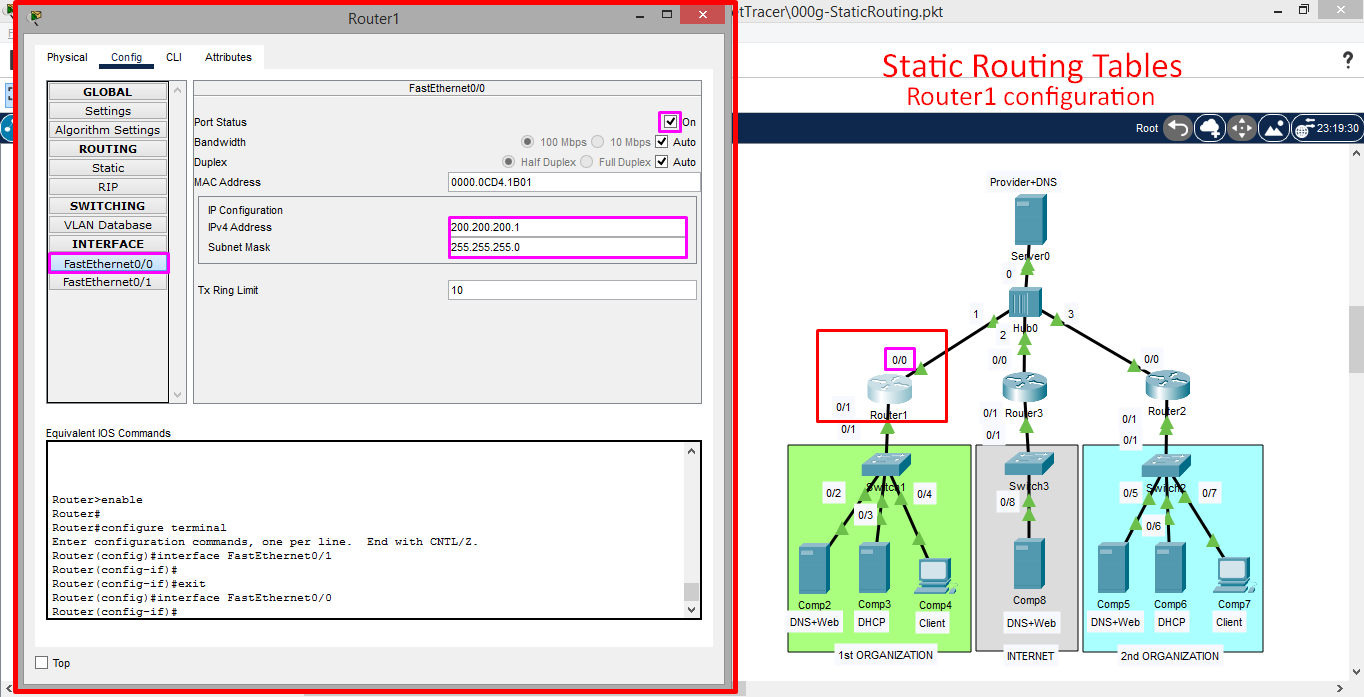 Router1
tTracer\000g-StaticRouting.pkt
Physical Config CLI Attributes
GLOBAL
Settings
Algorithm Settings
ROUTING
Static
RIP
SWITCHING
VLAN Database
INTERFACE
FastEthernet0/0
FastEthernet0/1
FastEthernet0/0
Port Status On
Bandwidth 100 Mbps 10 Mbps Auto
Duplex Half Duplex Full Duplex Auto
MAC Address 0000.0CD4.1B01
IP Configuration
IPv4 Address 200.200.200.1
Subnet Mask 255.255.255.0
Tx Ring Limit 10
Equivalent IOS Commands
Router>enable
Router#
Router#configure terminal
Enter configuration commands, one per line. End with CNTL/Z.
Router(config)#interface FastEthernet0/1
Router(config-if)#
Router(config-if)#exit
Router(config)#interface FastEthernet0/0
Router(config-if)#
Top
?
Static Routing Tables
Router1 configuration
Root 23:19:30
Provider+DNS
Server0
0
1 3
Hub0
2
0/0 0/0 0/0
Router1 Router3 Router2
0/1 0/1 0/1
0/1 0/1 0/1
Switch1 Switch3 Switch2
0/2 0/4 0/8 0/5 0/7
0/3 0/6
Comp2 Comp3 Comp4 Comp8 Comp5 Comp6 Comp7
DNS+Web DHCP Client DNS+Web DNS+Web DHCP Client
1st ORGANIZATION INTERNET 2nd ORGANIZATION